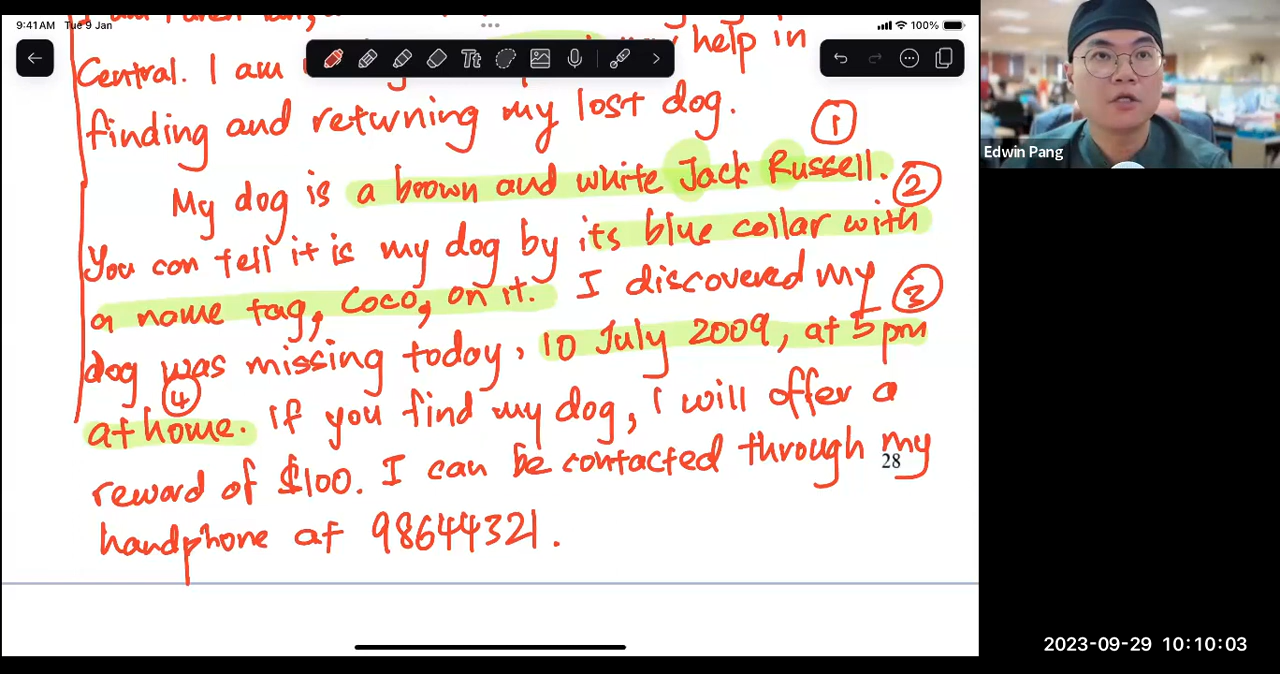 9:41AM Tue 9 Jan
100%
Tt
help in
Central. I am
finding and returning my lost dog.
①
My dog is a brown and white Jack Russell.
②
You can tell it is my dog by its blue collar with
a name tag, Coco, on it. I discovered my
③
dog was missing today, 10 July 2009, at 5pm
④
at home. If you find my dog, I will offer a
reward of $100. I can be contacted through my
28
handphone at 98644321.
Edwin Pang
2023-09-29 10:10:03